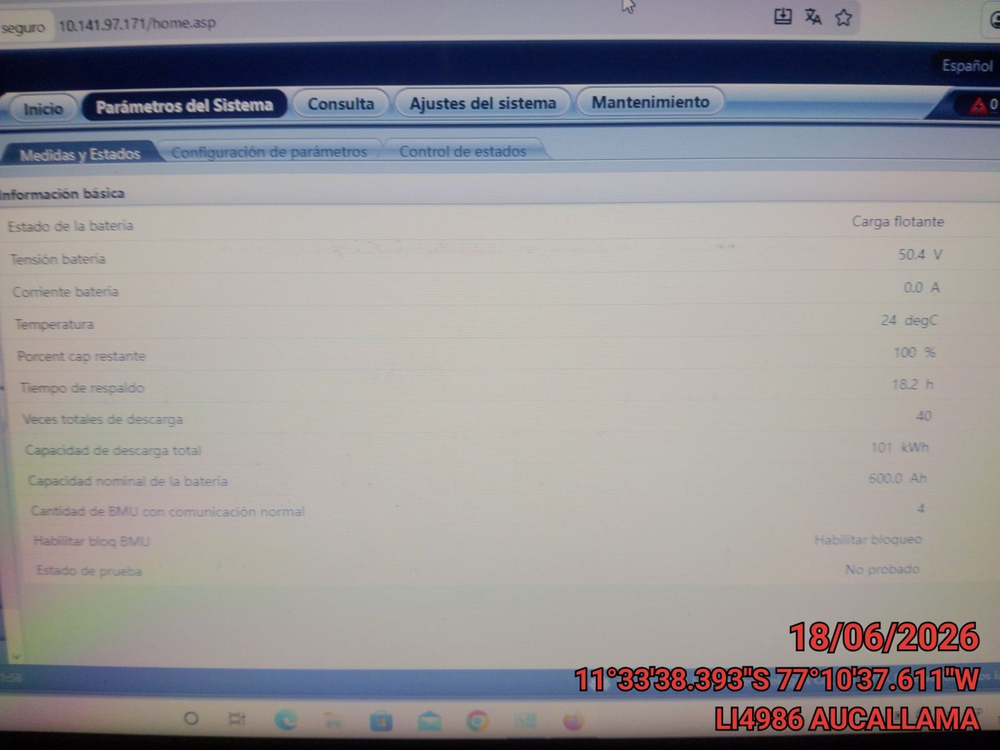 seguro 10.141.97.171/home.asp
Español
Inicio Parámetros del Sistema Consulta Ajustes del sistema Mantenimiento 0
Medidas y Estados Configuración de parámetros Control de estados
Información básica
Estado de la batería Carga flotante
Tensión batería 50.4 V
Corriente batería 0.0 A
Temperatura 24 degC
Porcent cap restante 100 %
Tiempo de respaldo 18.2 h
Veces totales de descarga 40
Capacidad de descarga total 101 kWh
Capacidad nominal de la batería 600.0 Ah
Cantidad de BMU con comunicación normal 4
Habilitar bloq BMU Habilitar bloqueo
Estado de prueba No probado
18/06/2026
11°33'38.393"S 77°10'37.611"W
LI4986 AUCALLAMA